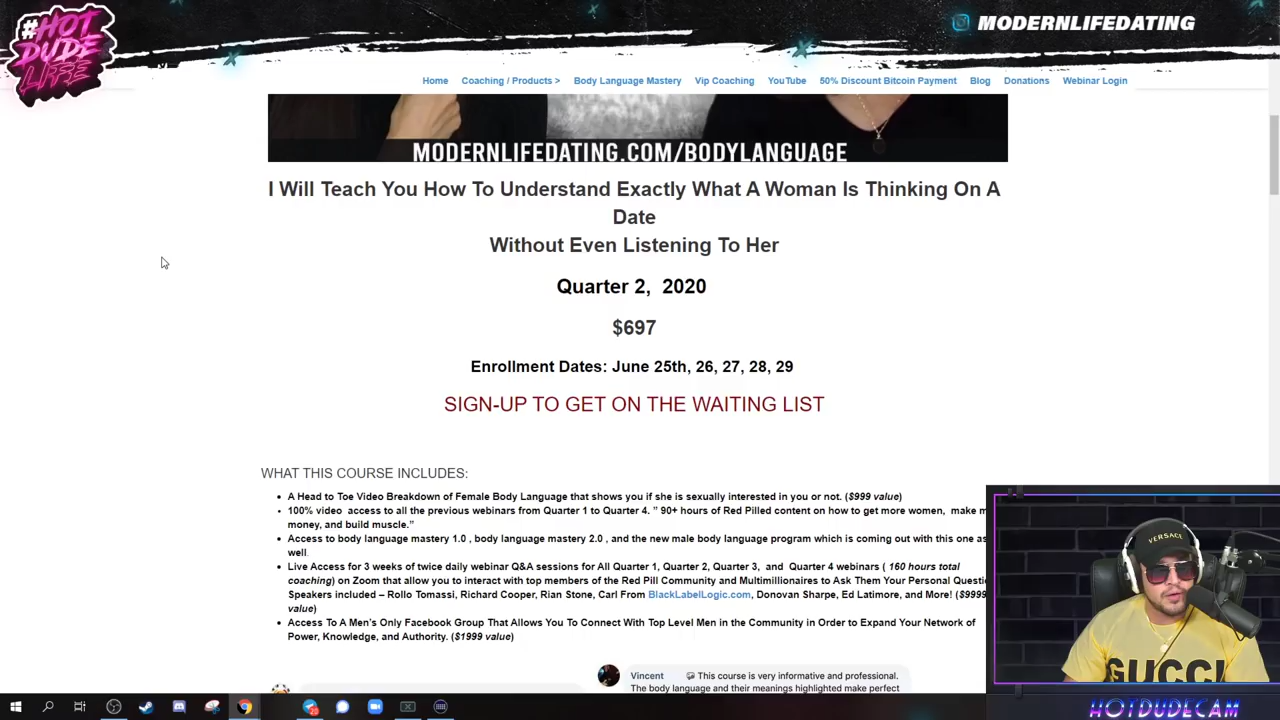 #HOT
DUDE
LIFE
MODERNLIFEDATING
Home Coaching / Products > Body Language Mastery Vip Coaching YouTube 50% Discount Bitcoin Payment Blog Donations Webinar Login
MODERNLIFEDATING.COM/BODYLANGUAGE
I Will Teach You How To Understand Exactly What A Woman Is Thinking On A
Date
Without Even Listening To Her
Quarter 2, 2020
$697
Enrollment Dates: June 25th, 26, 27, 28, 29
SIGN-UP TO GET ON THE WAITING LIST
WHAT THIS COURSE INCLUDES:
A Head to Toe Video Breakdown of Female Body Language that shows you if she is sexually interested in you or not. ($999 value)
100% video access to all the previous webinars from Quarter 1 to Quarter 4. " 90+ hours of Red Pilled content on how to get more women, make m
money, and build muscle."
Access to body language mastery 1.0 , body language mastery 2.0 , and the new male body language program which is coming out with this one as
well.
Live Access for 3 weeks of twice daily webinar Q&A sessions for All Quarter 1, Quarter 2, Quarter 3, and Quarter 4 webinars ( 160 hours total
coaching) on Zoom that allow you to interact with top members of the Red Pill Community and Multimillionaires to Ask Them Your Personal Questi
Speakers included – Rollo Tomassi, Richard Cooper, Rian Stone, Carl From BlackLabelLogic.com, Donovan Sharpe, Ed Latimore, and More! ($9999
value)
Access To A Men's Only Facebook Group That Allows You To Connect With Top Level Men in the Community in Order to Expand Your Network of
Power, Knowledge, and Authority. ($1999 value)
Vincent This course is very informative and professional.
The body language and their meanings highlighted make perfect
VERSACE
GUCCI
HOTDUDECAM